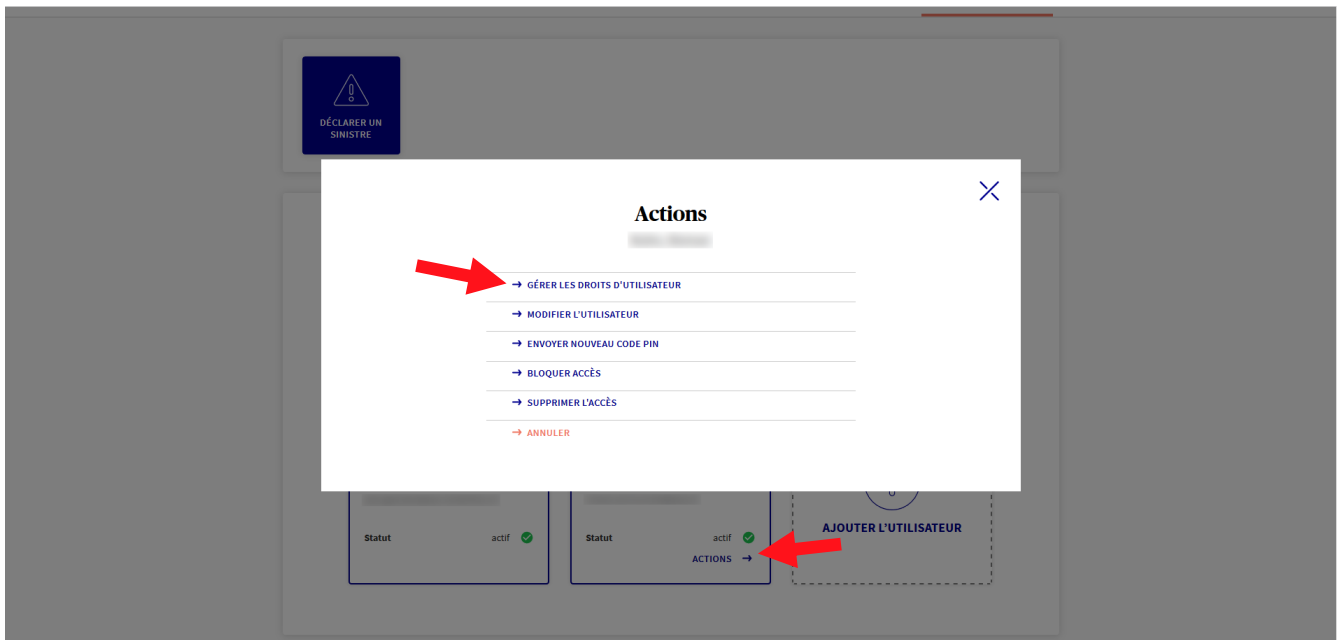 DÉCLARER UN
SINISTRE
Actions
→ GÉRER LES DROITS D'UTILISATEUR
→ MODIFIER L'UTILISATEUR
→ ENVOYER NOUVEAU CODE PIN
→ BLOQUER ACCÈS
→ SUPPRIMER L'ACCÈS
→ ANNULER
Statut actif
Statut actif
ACTIONS →
AJOUTER L'UTILISATEUR